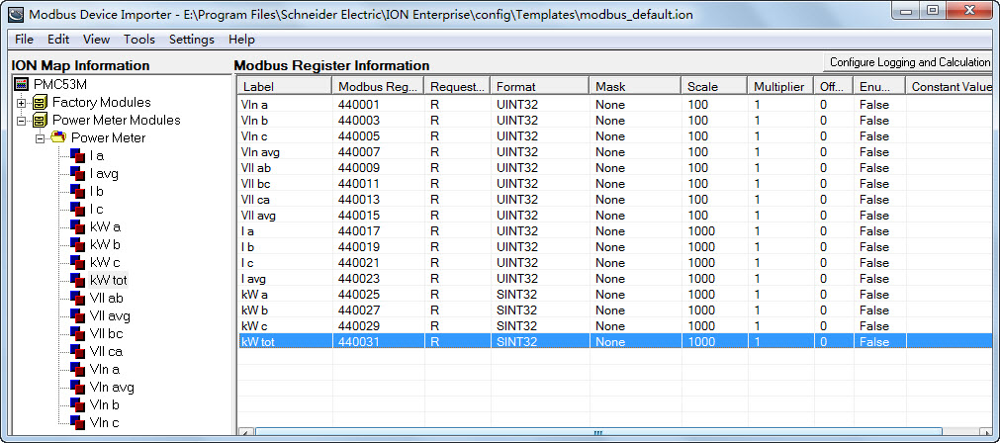 Modbus Device Importer - E:\Program Files\Schneider Electric\ION Enterprise\config\Templates\modbus_default.ion
File Edit View Tools Settings Help
ION Map Information
PMC53M
Factory Modules
Power Meter Modules
Power Meter
I a
I avg
I b
I c
kW a
kW b
kW c
kW tot
Vll ab
Vll avg
Vll bc
Vll ca
Vln a
Vln avg
Vln b
Vln c
Modbus Register Information
Configure Logging and Calculation
Label Modbus Reg... Request... Format Mask Scale Multiplier Off... Enu... Constant Value
Vln a 440001 R UINT32 None 100 1 0 False
Vln b 440003 R UINT32 None 100 1 0 False
Vln c 440005 R UINT32 None 100 1 0 False
Vln avg 440007 R UINT32 None 100 1 0 False
Vll ab 440009 R UINT32 None 100 1 0 False
Vll bc 440011 R UINT32 None 100 1 0 False
Vll ca 440013 R UINT32 None 100 1 0 False
Vll avg 440015 R UINT32 None 100 1 0 False
I a 440017 R UINT32 None 1000 1 0 False
I b 440019 R UINT32 None 1000 1 0 False
I c 440021 R UINT32 None 1000 1 0 False
I avg 440023 R UINT32 None 1000 1 0 False
kW a 440025 R SINT32 None 1000 1 0 False
kW b 440027 R SINT32 None 1000 1 0 False
kW c 440029 R SINT32 None 1000 1 0 False
kW tot 440031 R SINT32 None 1000 1 0 False